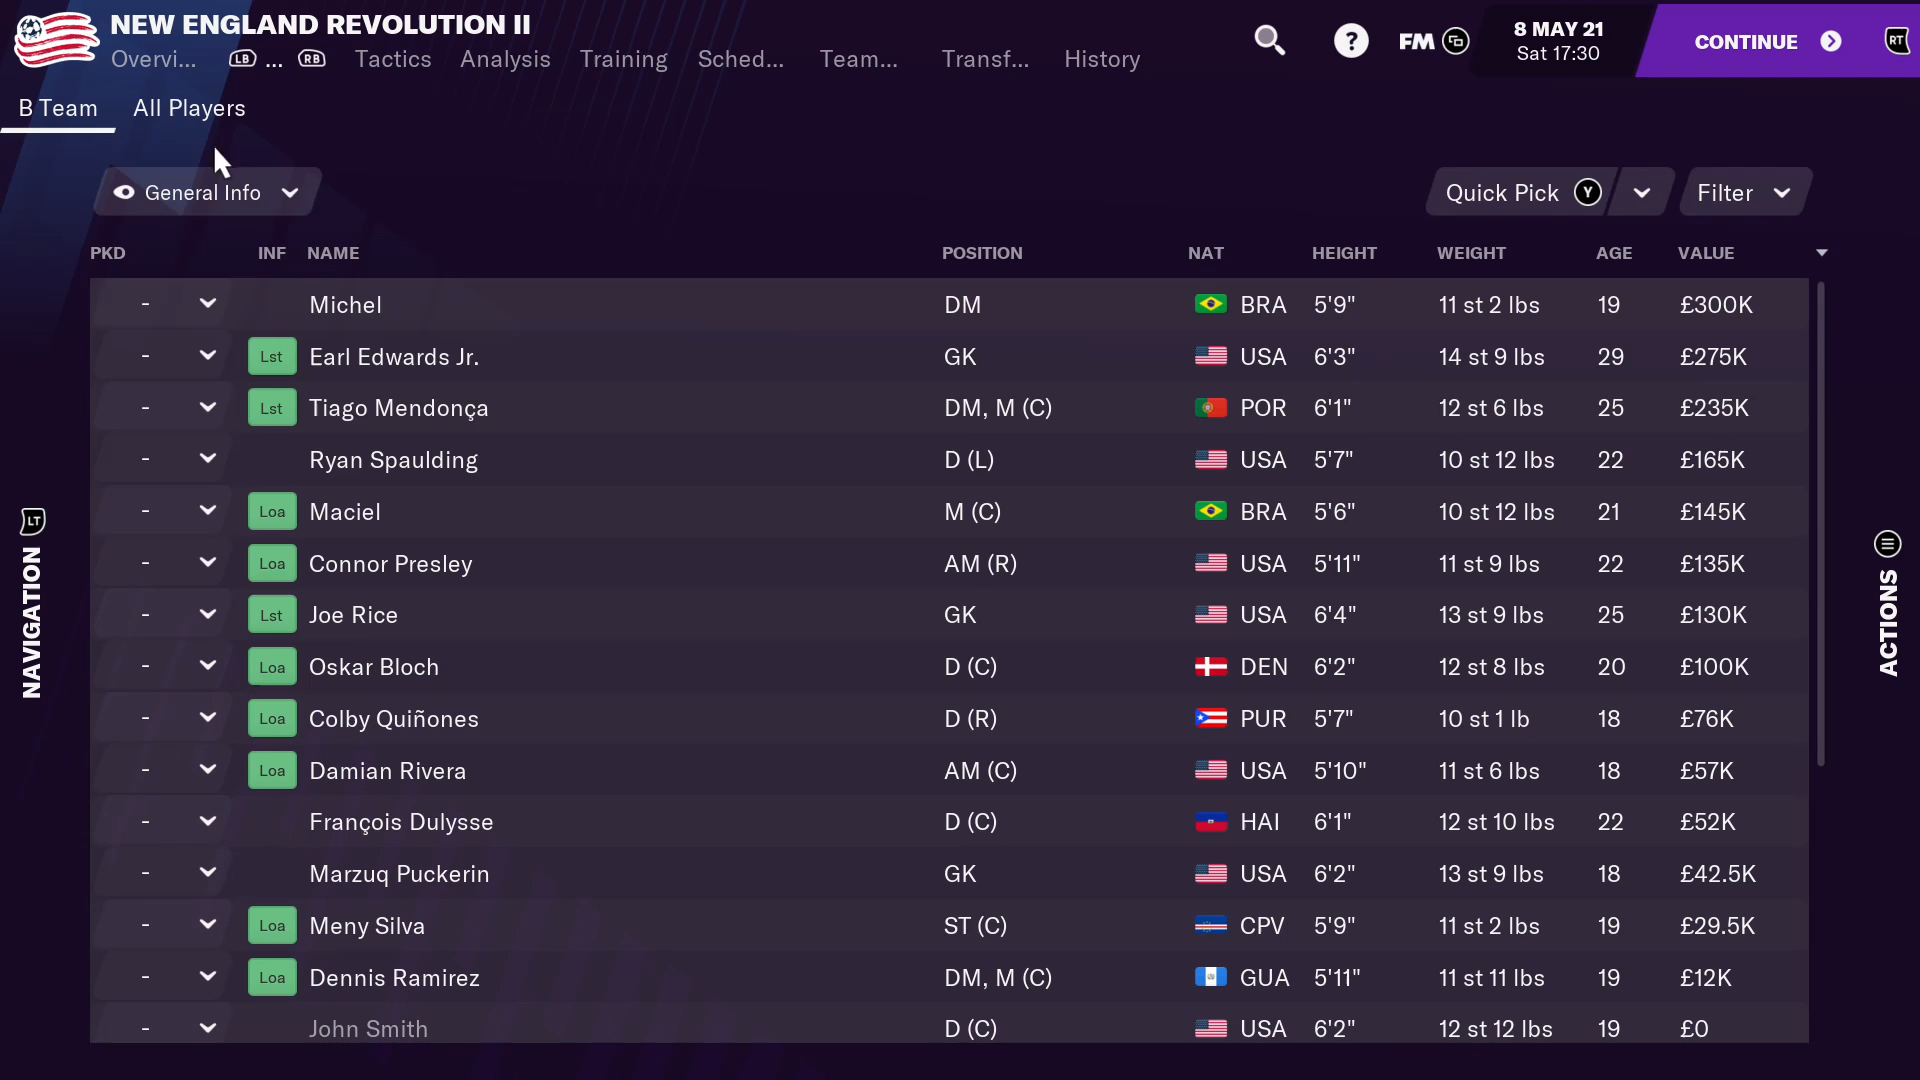 NEW ENGLAND REVOLUTION II
Overvi... LB ... RB Tactics Analysis Training Sched... Team... Transf... History
? FM 8 MAY 21
Sat 17:30
CONTINUE RT
B Team All Players
General Info Quick Pick Y Filter
PKD INF NAME POSITION NAT HEIGHT WEIGHT AGE VALUE
- Michel DM BRA 5'9" 11 st 2 lbs 19 £300K
- Lst Earl Edwards Jr. GK USA 6'3" 14 st 9 lbs 29 £275K
- Lst Tiago Mendonça DM, M (C) POR 6'1" 12 st 6 lbs 25 £235K
- Ryan Spaulding D (L) USA 5'7" 10 st 12 lbs 22 £165K
- Loa Maciel M (C) BRA 5'6" 10 st 12 lbs 21 £145K
- Loa Connor Presley AM (R) USA 5'11" 11 st 9 lbs 22 £135K
- Lst Joe Rice GK USA 6'4" 13 st 9 lbs 25 £130K
- Loa Oskar Bloch D (C) DEN 6'2" 12 st 8 lbs 20 £100K
- Loa Colby Quiñones D (R) PUR 5'7" 10 st 1 lb 18 £76K
- Loa Damian Rivera AM (C) USA 5'10" 11 st 6 lbs 18 £57K
- François Dulysse D (C) HAI 6'1" 12 st 10 lbs 22 £52K
- Marzuq Puckerin GK USA 6'2" 13 st 9 lbs 18 £42.5K
- Loa Meny Silva ST (C) CPV 5'9" 11 st 2 lbs 19 £29.5K
- Loa Dennis Ramirez DM, M (C) GUA 5'11" 11 st 11 lbs 19 £12K
- John Smith D (C) USA 6'2" 12 st 12 lbs 19 £0
LT NAVIGATION
ACTIONS